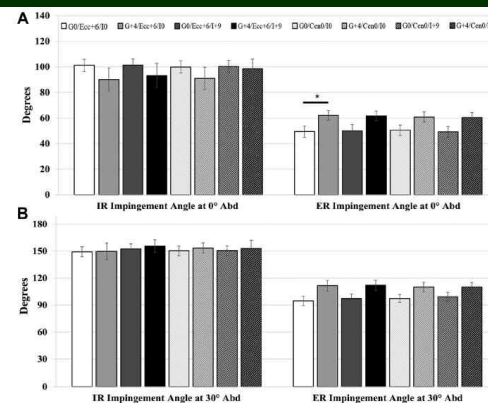 A
G0/Ecc+6/I0 G+4/Ecc+6/I0 G0/Ecc+6/I+9 G+4/Ecc+6/I+9 G0/Cen0/I0 G+4/Cen0/I0 G0/Cen0/I+9 G+4/Cen0/I
140
120
100
80
60
40
20
0
Degrees
*
IR Impingement Angle at 0° Abd ER Impingement Angle at 0° Abd
B
180
150
120
90
60
30
0
Degrees
IR Impingement Angle at 30° Abd ER Impingement Angle at 30° Abd